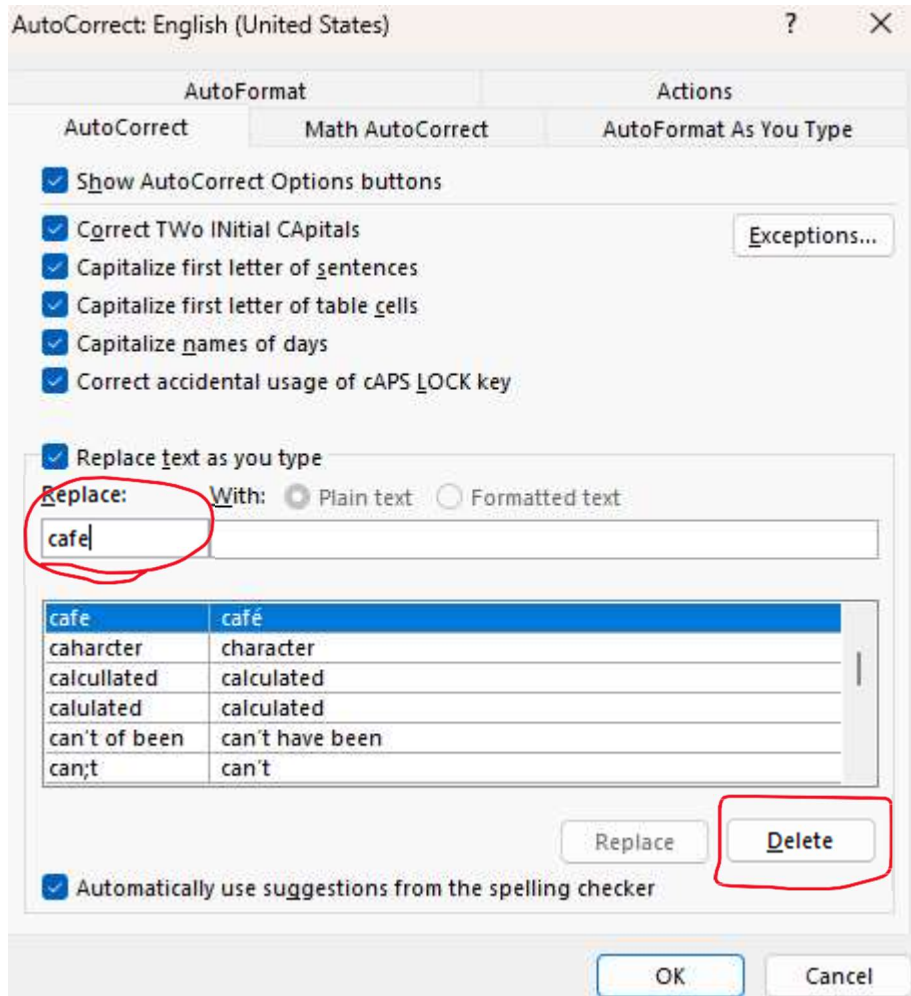 AutoCorrect: English (United States) ? ×
AutoFormat Actions
AutoCorrect Math AutoCorrect AutoFormat As You Type
Show AutoCorrect Options buttons
Correct TWo INitial CApitals
Exceptions...
Capitalize first letter of sentences
Capitalize first letter of table cells
Capitalize names of days
Correct accidental usage of cAPS LOCK key
Replace text as you type
Replace: With: Plain text Formatted text
cafe
cafe café
caharcter character
calcullated calculated
calulated calculated
can't of been can't have been
can;t can't
Replace Delete
Automatically use suggestions from the spelling checker
OK Cancel